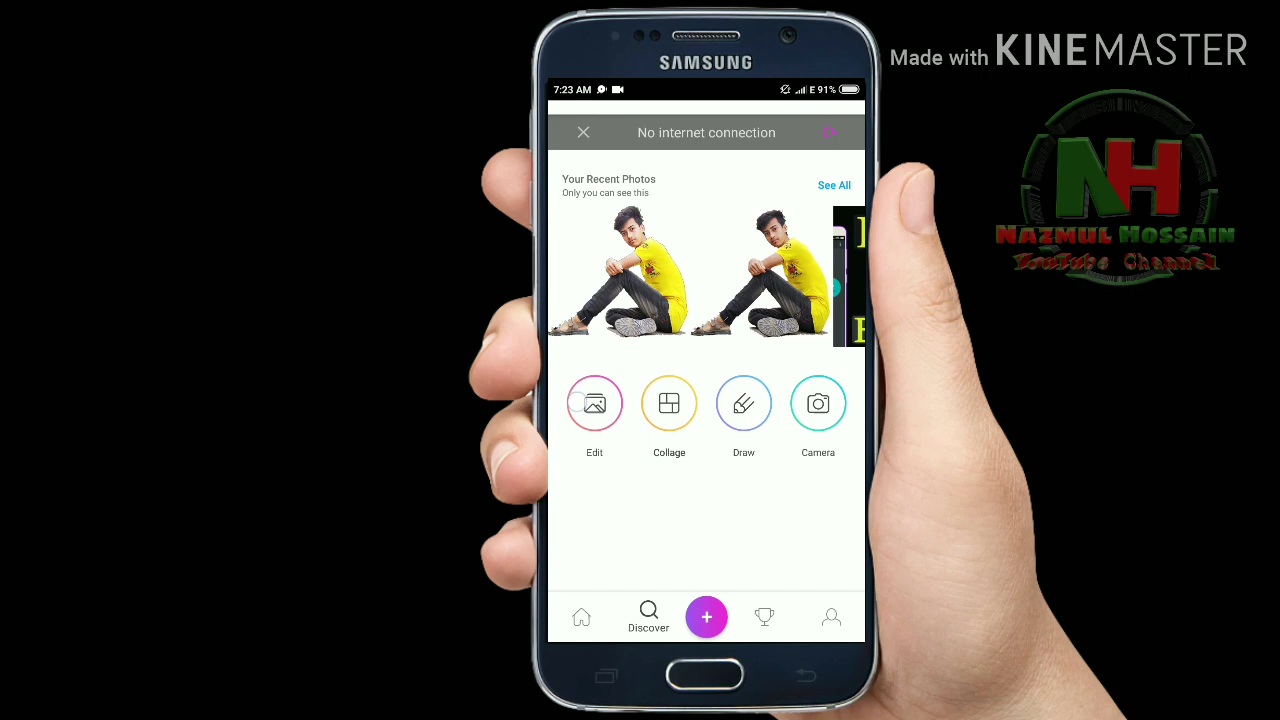 Made with KINEMASTER
SAMSUNG
7:23 AM
E 91%
No internet connection
Your Recent Photos
Only you can see this
See All
NH
NAZMUL HOSSAIN
YouTube Channel
Edit
Collage
Draw
Camera
Discover